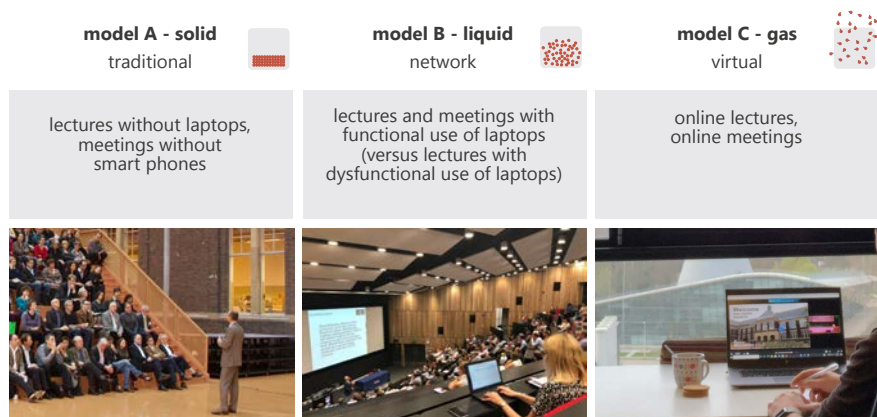 model A - solid
traditional
model B - liquid
network
model C - gas
virtual
lectures without laptops,
meetings without
smart phones
lectures and meetings with
functional use of laptops
(versus lectures with
dysfunctional use of laptops)
online lectures,
online meetings
Welcome